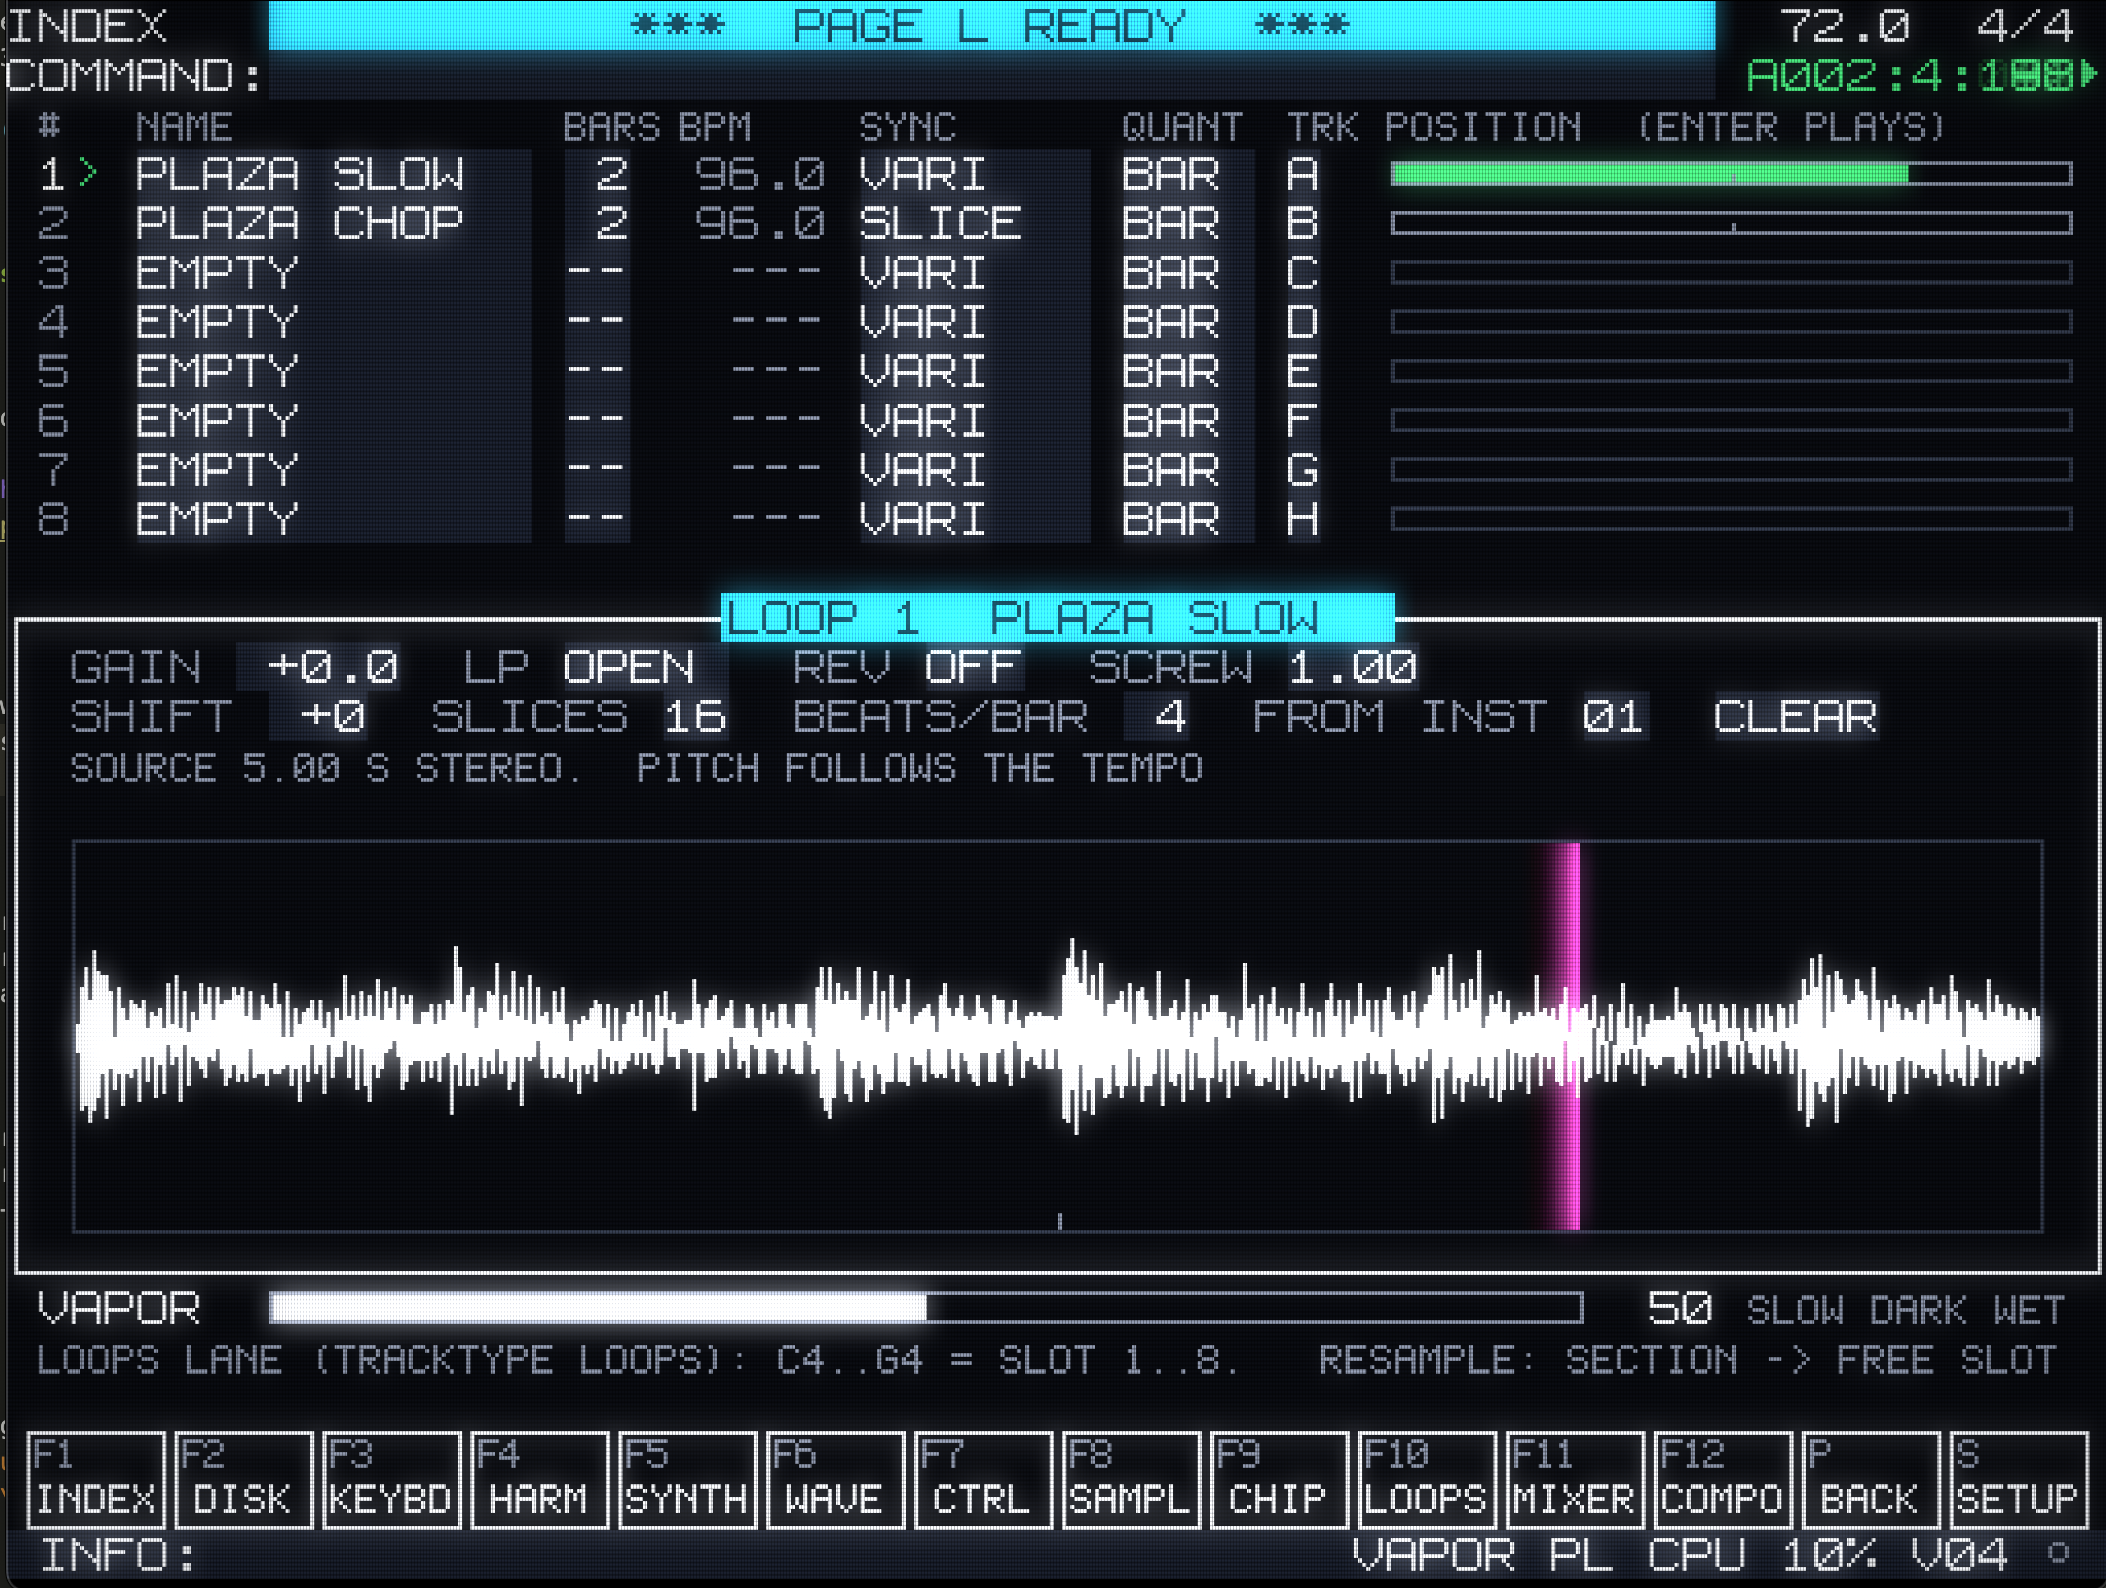 INDEX *** PAGE L READY *** 72.0 4/4
COMMAND: A002:4:
# NAME BARS BPM SYNC QUANT TRK POSITION (ENTER PLAYS)
1 > PLAZA SLOW 2 96.0 VARI BAR A
2 PLAZA CHOP 2 96.0 SLICE BAR B
3 EMPTY -- --- VARI BAR C
4 EMPTY -- --- VARI BAR D
5 EMPTY -- --- VARI BAR E
6 EMPTY -- --- VARI BAR F
7 EMPTY -- --- VARI BAR G
8 EMPTY -- --- VARI BAR H
LOOP 1 PLAZA SLOW
GAIN +0.0 LP OPEN REV OFF SCREW 1.00
SHIFT +0 SLICES 16 BEATS/BAR 4 FROM INST 01 CLEAR
SOURCE 5.00 S STEREO. PITCH FOLLOWS THE TEMPO
VAPOR 50 SLOW DARK WET
LOOPS LANE (TRACKTYPE LOOPS): C4..G4 = SLOT 1..8. RESAMPLE: SECTION -> FREE SLOT
F1 F2 F3 F4 F5 F6 F7 F8 F9 F10 F11 F12 P S
INDEX DISK KEYBD HARM SYNTH WAVE CTRL SAMPL CHIP LOOPS MIXER COMPO BACK SETUP
INFO: VAPOR PL CPU 10% V04